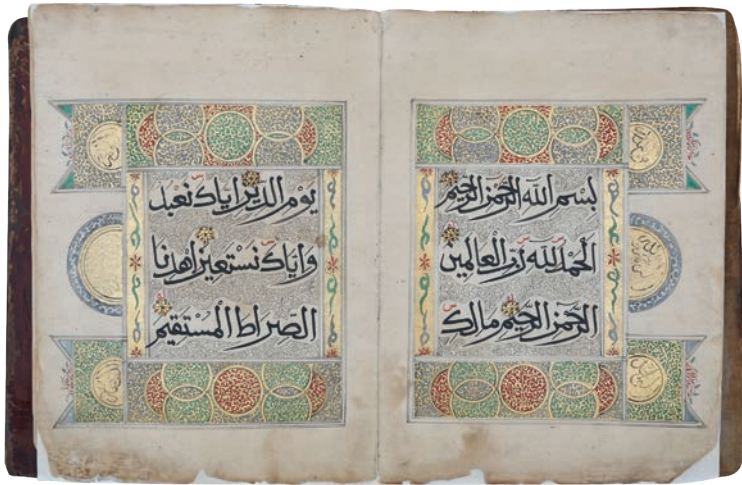 بسم الله الرحمن الرحيم
الحمد لله رب العالمين
الرحمن الرحيم مالك
يوم الدين اياك نعبد
واياك نستعين اهدنا
الصراط المستقيم